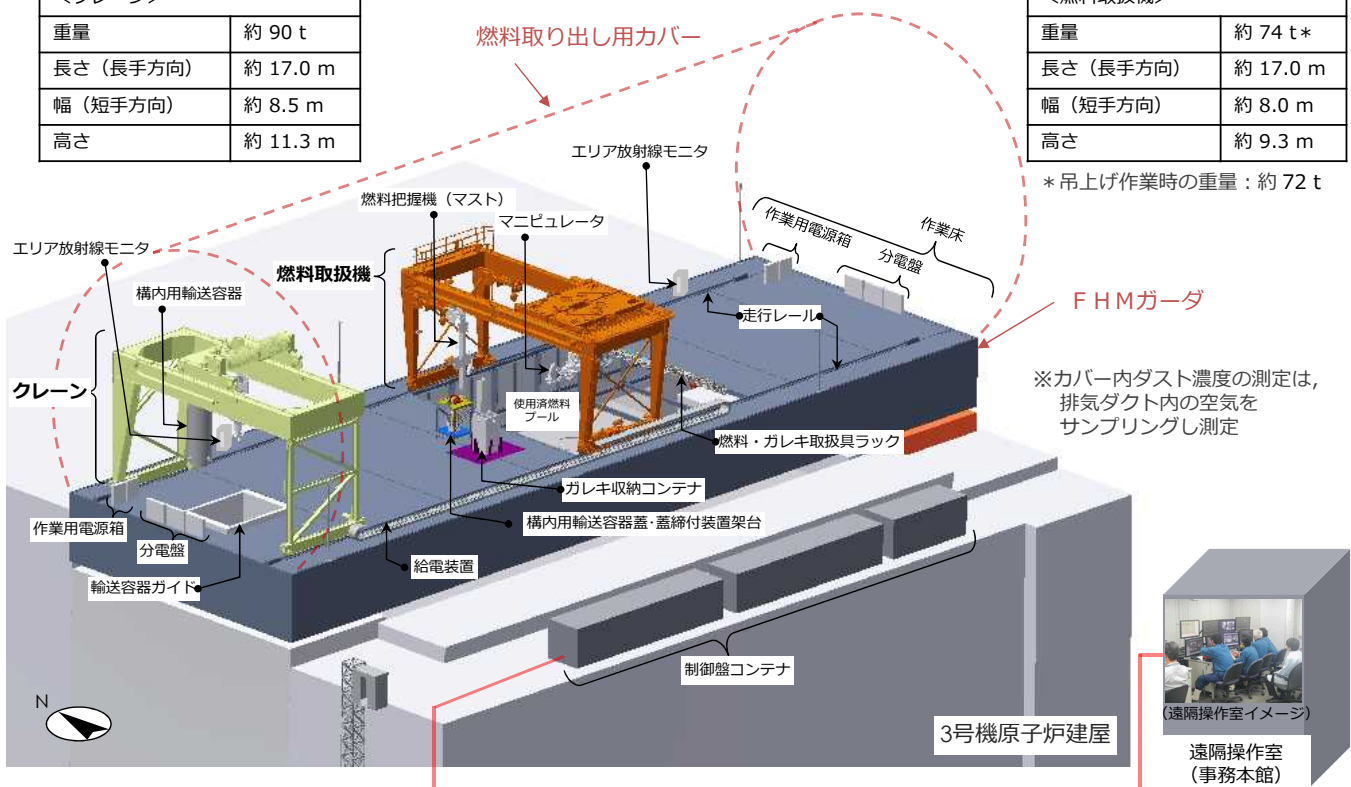 <クレーン>
重量 約 90 t
長さ（長手方向） 約 17.0 m
幅（短手方向） 約 8.5 m
高さ 約 11.3 m
<燃料取扱機>
重量 約 74 t*
長さ（長手方向） 約 17.0 m
幅（短手方向） 約 8.0 m
高さ 約 9.3 m
*吊上げ作業時の重量：約 72 t
燃料取り出し用カバー
エリア放射線モニタ
燃料把握機（マスト）
マニピュレータ
作業用電源箱
分電盤
作業床
エリア放射線モニタ
構内用輸送容器
燃料取扱機
走行レール
ＦＨＭガーダ
クレーン
使用済燃料
プール
※カバー内ダスト濃度の測定は，
排気ダクト内の空気を
サンプリングし測定
燃料・ガレキ取扱具ラック
ガレキ収納コンテナ
構内用輸送容器蓋･蓋締付装置架台
作業用電源箱
分電盤
給電装置
輸送容器ガイド
制御盤コンテナ
N
3号機原子炉建屋
（遠隔操作室イメージ）
遠隔操作室
（事務本館）